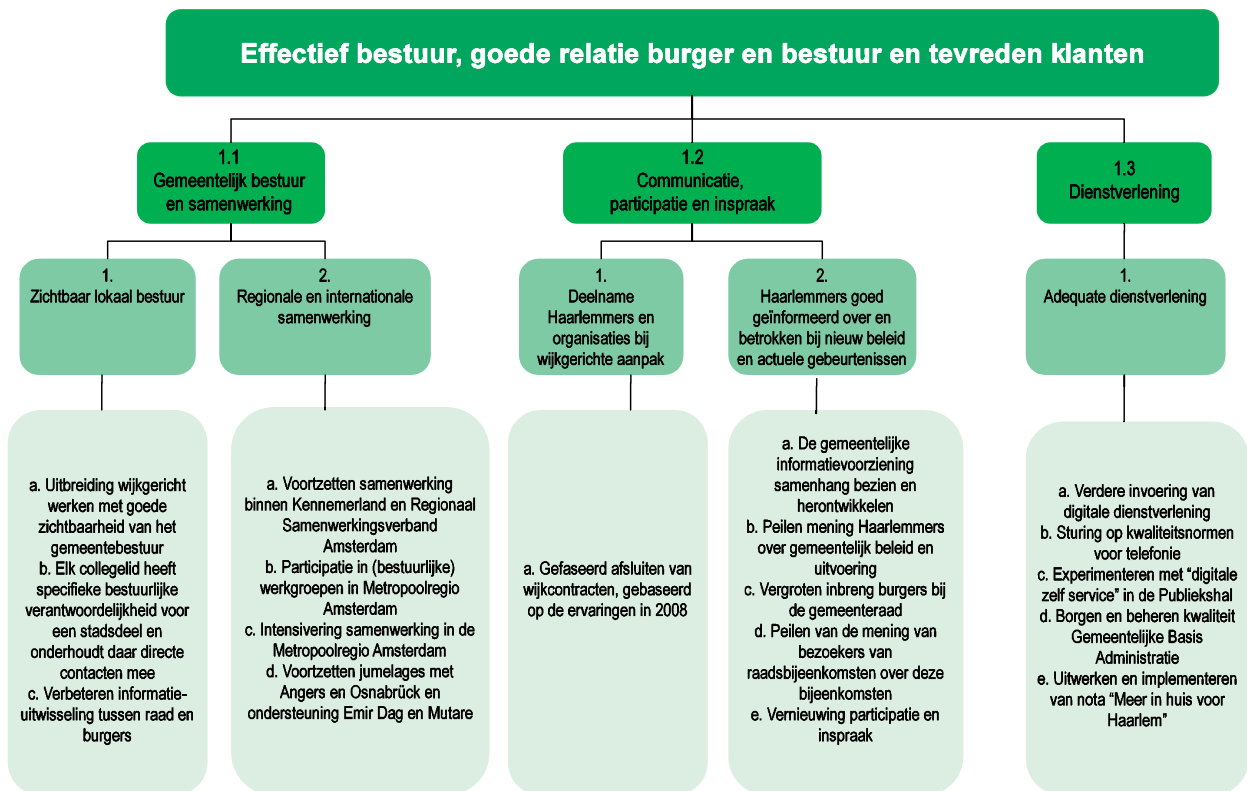 Effectief bestuur, goede relatie burger en bestuur en tevreden klanten
1.1
Gemeentelijk bestuur
en samenwerking
1.2
Communicatie,
participatie en inspraak
1.3
Dienstverlening
1.
Zichtbaar lokaal bestuur
2.
Regionale en internationale
samenwerking
1.
Deelname
Haarlemmers en
organisaties bij
wijkgerichte aanpak
2.
Haarlemmers goed
geïnformeerd over en
betrokken bij nieuw beleid
en actuele gebeurtenissen
1.
Adequate dienstverlening
a. Uitbreiding wijkgericht
werken met goede
zichtbaarheid van het
gemeentebestuur
b. Elk collegelid heeft
specifieke bestuurlijke
verantwoordelijkheid voor
een stadsdeel en
onderhoudt daar directe
contacten mee
c. Verbeteren informatie-
uitwisseling tussen raad en
burgers
a. Voortzetten samenwerking
binnen Kennemerland en Regionaal
Samenwerkingsverband
Amsterdam
b. Participatie in (bestuurlijke)
werkgroepen in Metropoolregio
Amsterdam
c. Intensivering samenwerking in de
Metropoolregio Amsterdam
d. Voortzetten jumelages met
Angers en Osnabrück en
ondersteuning Emir Dag en Mutare
a. Gefaseerd afsluiten van
wijkcontracten, gebaseerd
op de ervaringen in 2008
a. De gemeentelijke
informatievoorziening
samenhang bezien en
herontwikkelen
b. Peilen mening Haarlemmers
over gemeentelijk beleid en
uitvoering
c. Vergroten inbreng burgers bij
de gemeenteraad
d. Peilen van de mening van
bezoekers van
raadsbijeenkomsten over deze
bijeenkomsten
e. Vernieuwing participatie en
inspraak
a. Verdere invoering van
digitale dienstverlening
b. Sturing op kwaliteitsnormen
voor telefonie
c. Experimenteren met “digitale
zelf service” in de Publiekshal
d. Borgen en beheren kwaliteit
Gemeentelijke Basis
Administratie
e. Uitwerken en implementeren
van nota “Meer in huis voor
Haarlem”